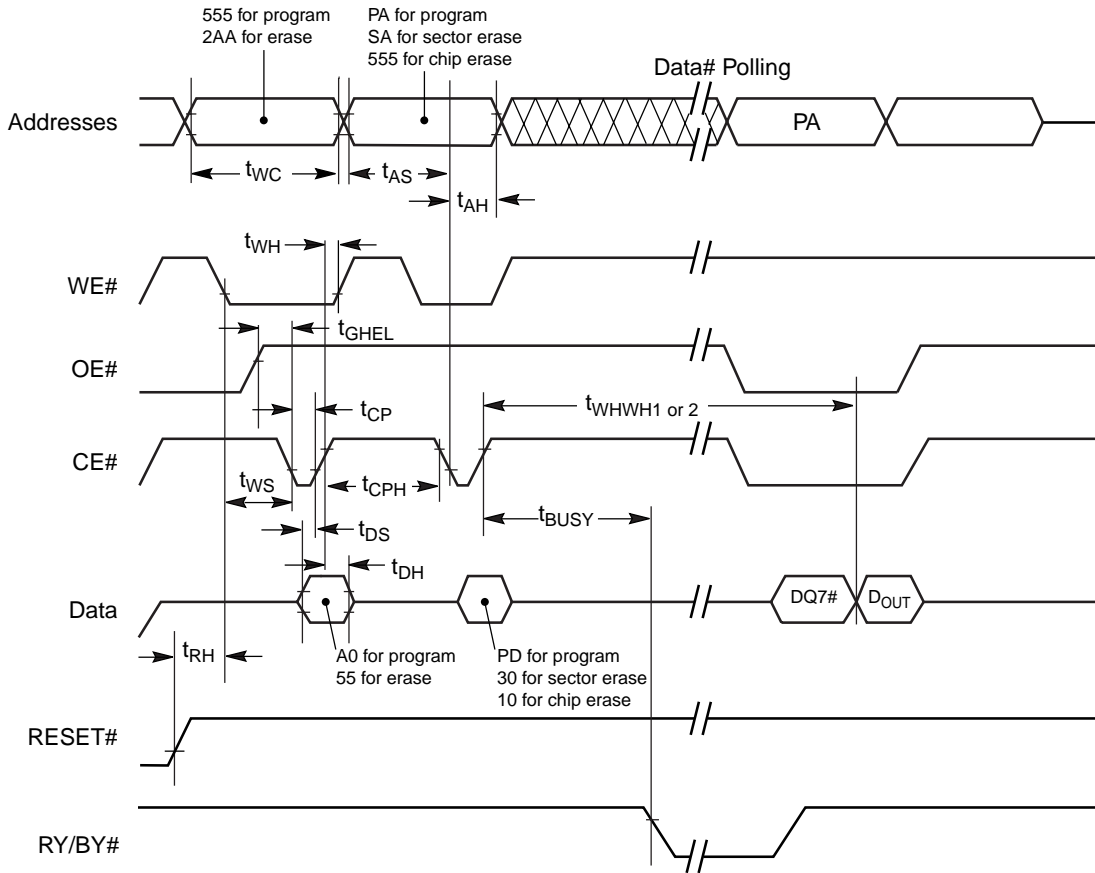 555 for program
2AA for erase
PA for program
SA for sector erase
555 for chip erase
Data# Polling
Addresses
PA
tWC
tAS
tAH
tWH
WE#
tGHEL
OE#
tWHWH1 or 2
tCP
CE#
tWS
tCPH
tBUSY
tDS
tDH
Data
DQ7#
DOUT
tRH
A0 for program
55 for erase
PD for program
30 for sector erase
10 for chip erase
RESET#
RY/BY#